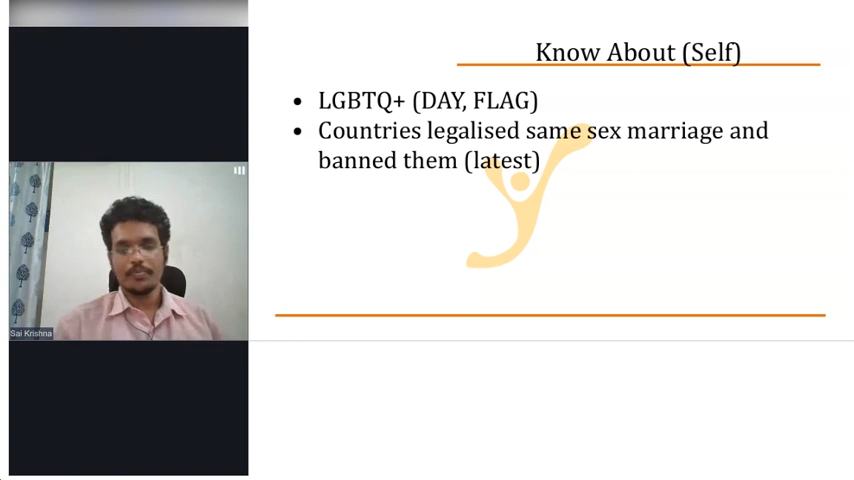 Know About (Self)
• LGBTQ+ (DAY, FLAG)
• Countries legalised same sex marriage and
banned them (latest)
Sai Krishna